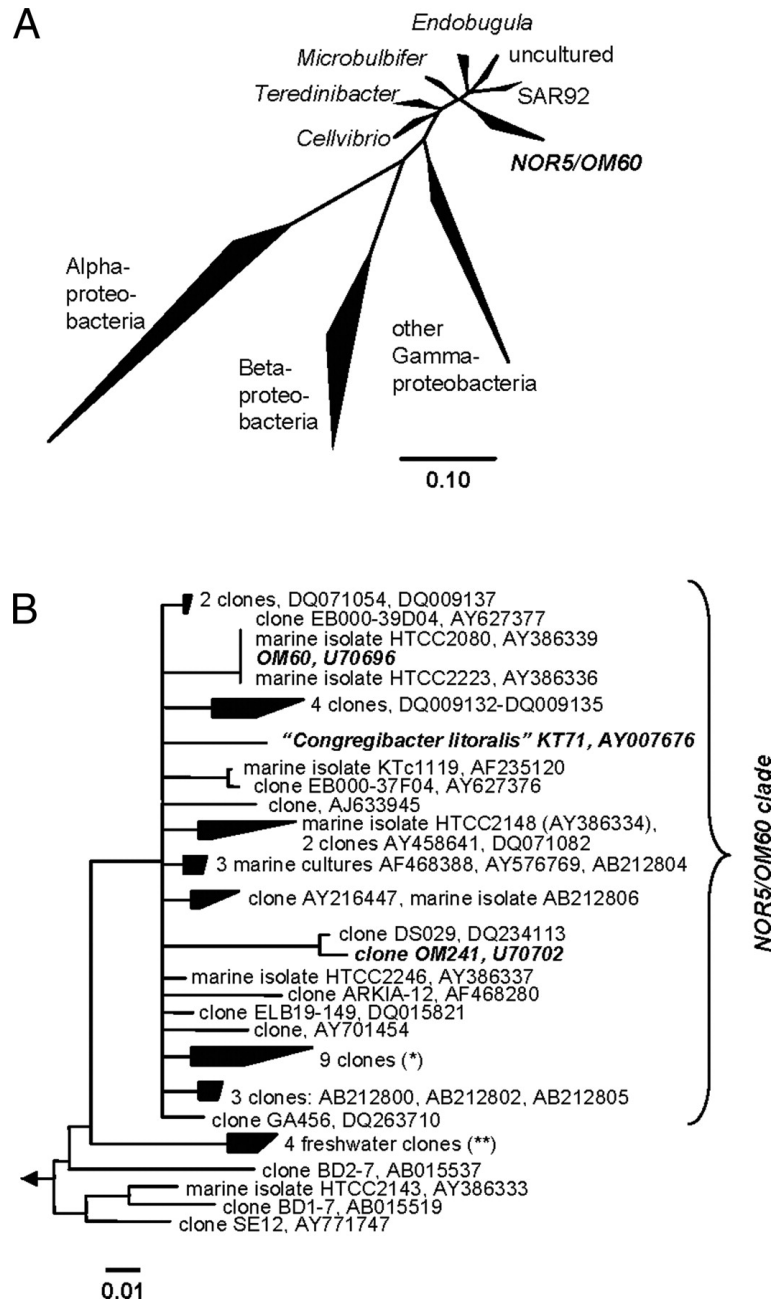 A
Endobugula
Microbulbifer
uncultured
Teredinibacter
SAR92
Cellvibrio
NOR5/OM60
Alpha-
proteo-
bacteria
Beta-
proteo-
bacteria
other
Gamma-
proteobacteria
0.10
B
2 clones, DQ071054, DQ009137
clone EB000-39D04, AY627377
marine isolate HTCC2080, AY386339
OM60, U70696
marine isolate HTCC2223, AY386336
4 clones, DQ009132-DQ009135
“Congregibacter litoralis” KT71, AY007676
marine isolate KTc1119, AF235120
clone EB000-37F04, AY627376
clone, AJ633945
marine isolate HTCC2148 (AY386334),
2 clones AY458641, DQ071082
3 marine cultures AF468388, AY576769, AB212804
clone AY216447, marine isolate AB212806
clone DS029, DQ234113
clone OM241, U70702
marine isolate HTCC2246, AY386337
clone ARKIA-12, AF468280
clone ELB19-149, DQ015821
clone, AY701454
9 clones (*)
3 clones: AB212800, AB212802, AB212805
clone GA456, DQ263710
NOR5/OM60 clade
4 freshwater clones (**)
clone BD2-7, AB015537
marine isolate HTCC2143, AY386333
clone BD1-7, AB015519
clone SE12, AY771747
0.01